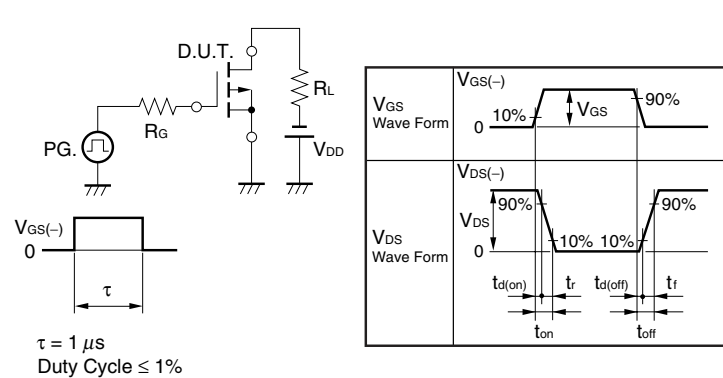 D.U.T.
RL
RG
PG.
VDD
VGS(−)
0
τ
τ = 1 μs
Duty Cycle ≤ 1%
VGS
Wave Form
VGS(−)
10%
VGS
90%
0
VDS
Wave Form
VDS(−)
90%
90%
VDS
10% 10%
0
td(on) tr td(off) tf
ton toff